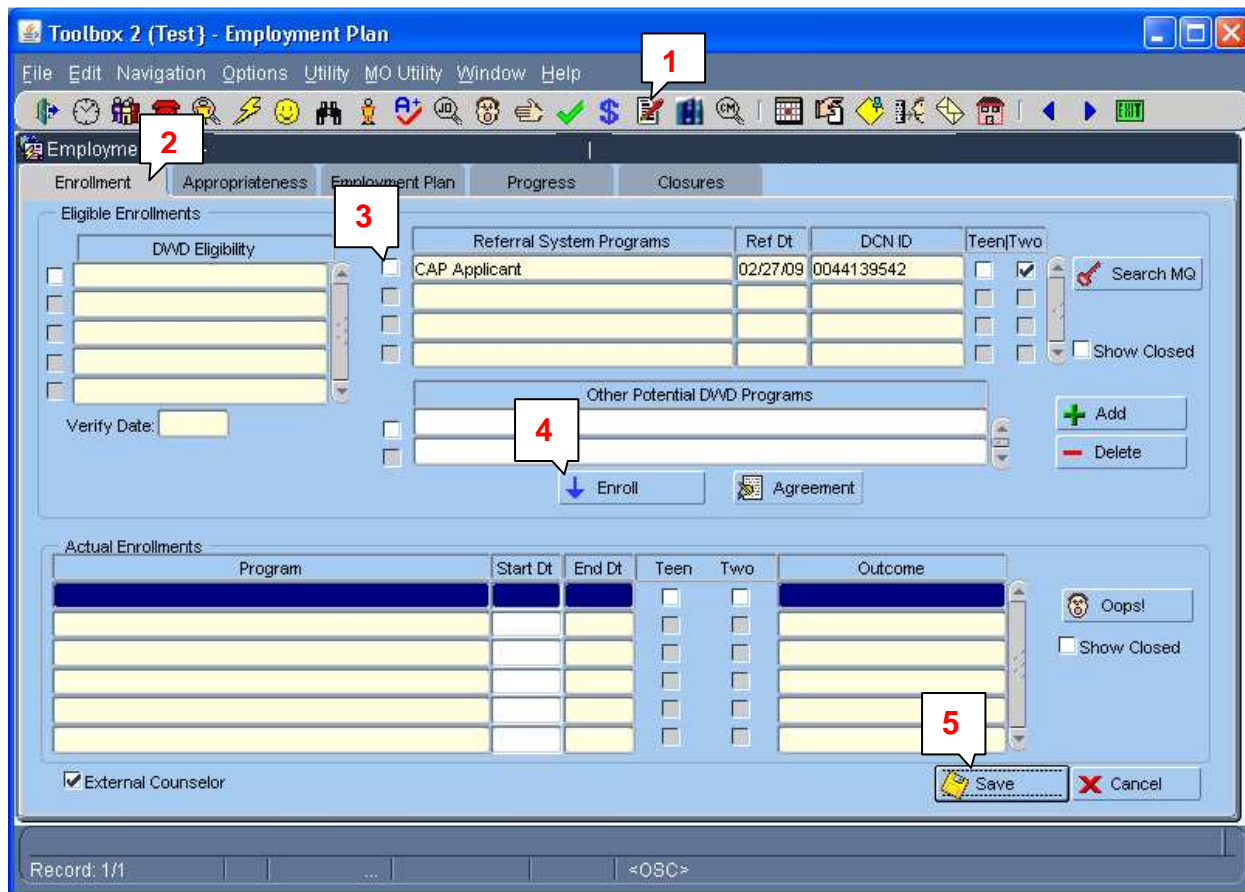 Toolbox 2 (Test} - Employment Plan
1
File Edit Navigation Options Utility MO Utility Window Help
A+ JO $ CM EXIT
2
Enrollment Appropriateness Employment Plan Progress Closures
Eligible Enrollments
3
DWD Eligibility
Referral System Programs Ref Dt DCN ID Teen Two
CAP Applicant 02/27/09 0044139542
Search MQ
Show Closed
Other Potential DWD Programs
Verify Date:
Add
4
Delete
Enroll Agreement
Actual Enrollments
Program Start Dt End Dt Teen Two Outcome
Oops!
Show Closed
5
External Counselor
Save Cancel
Record: 1/1 ... <OSC>